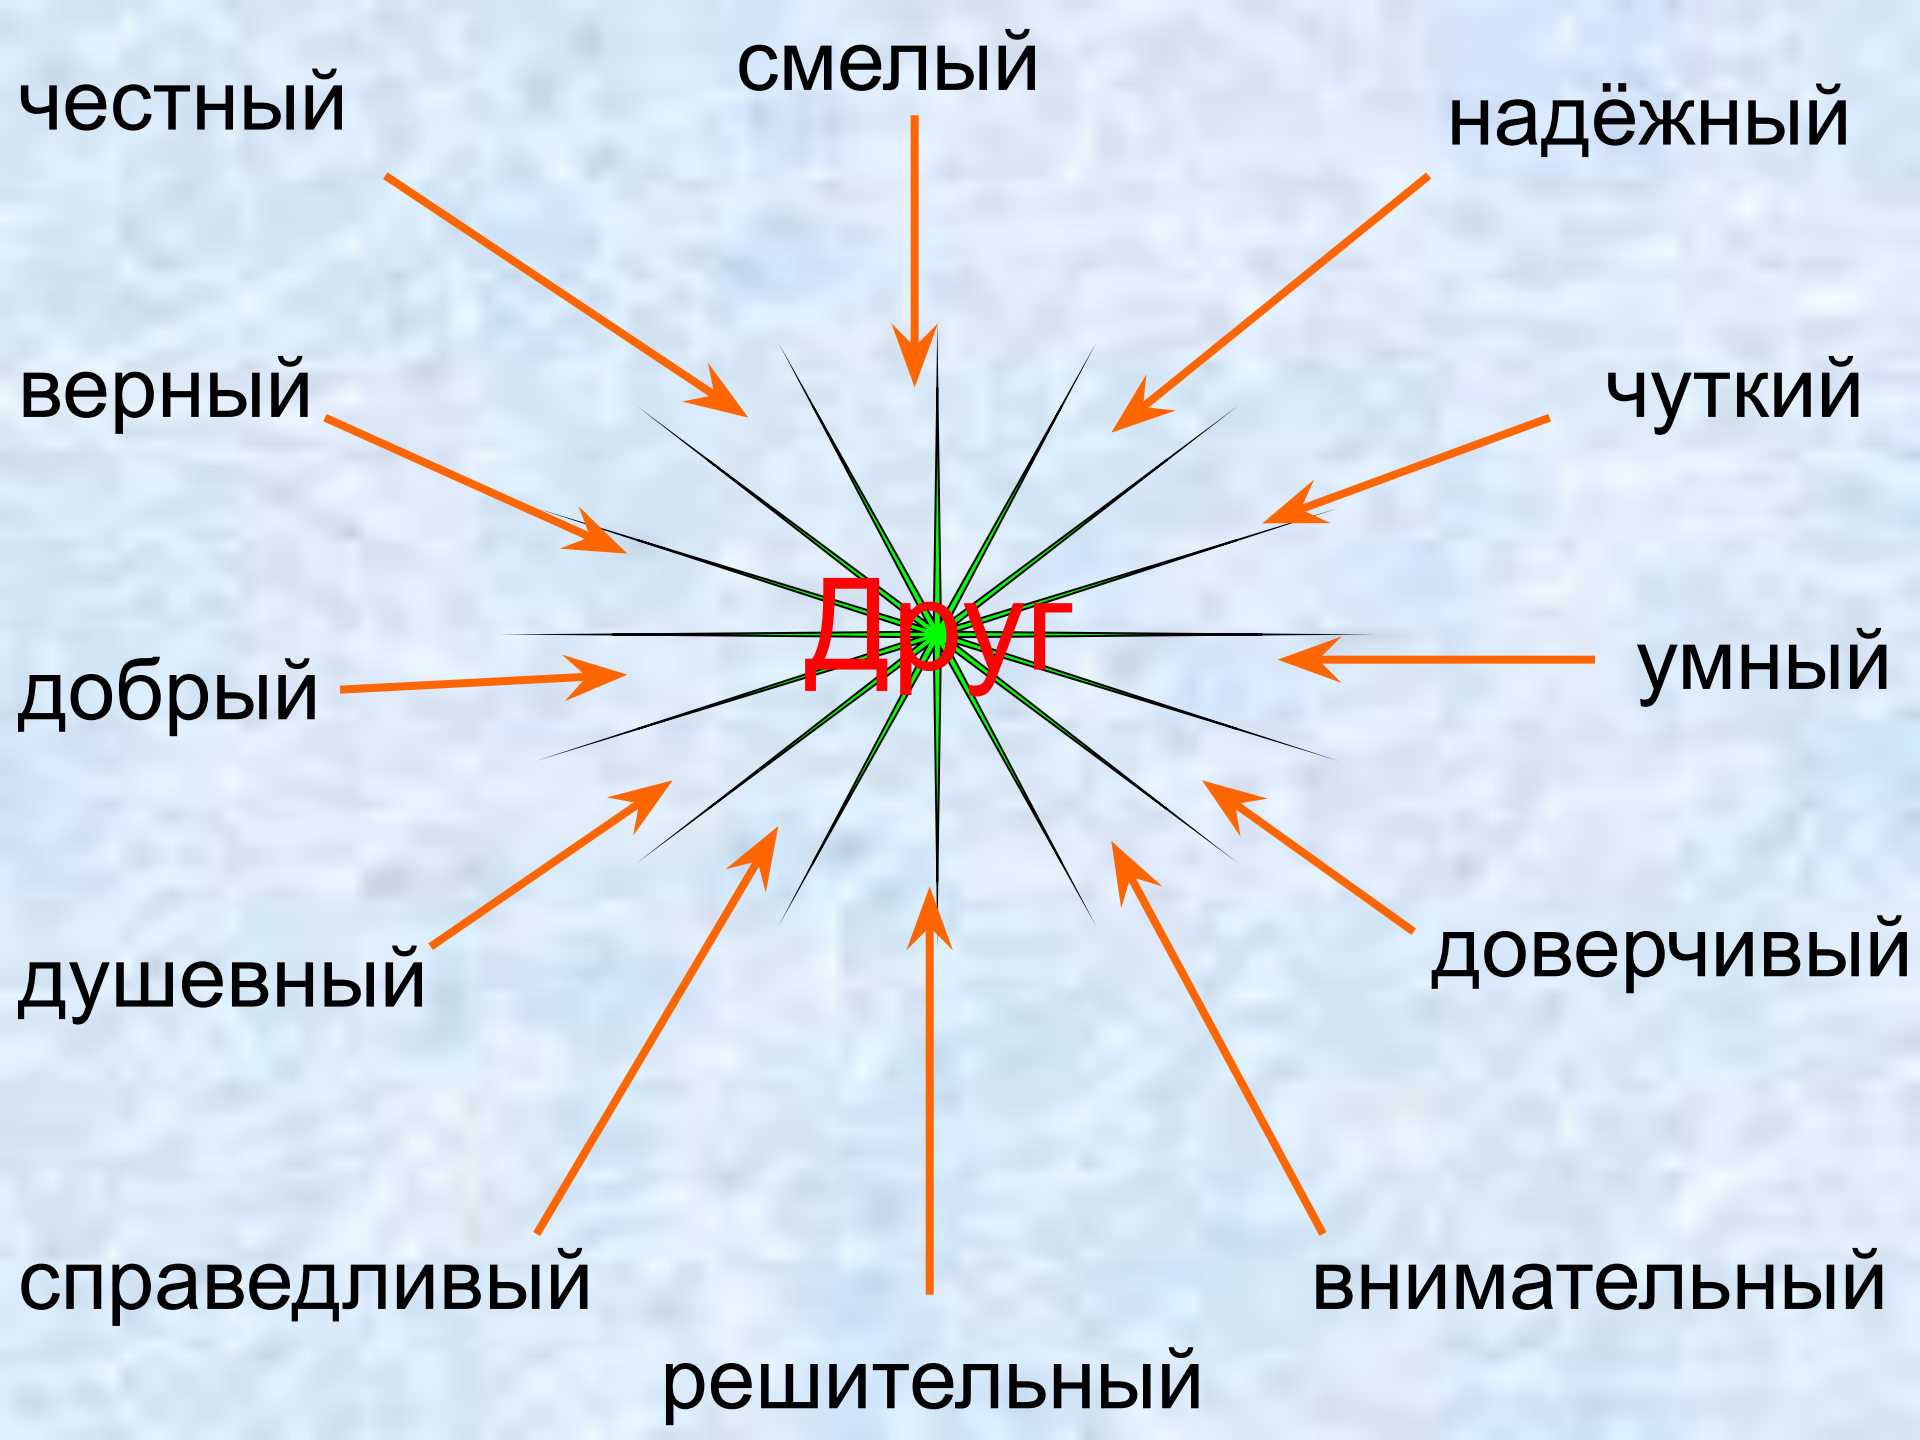 смелый
честный
надёжный
верный
чуткий
Друг
умный
добрый
доверчивый
душевный
справедливый
внимательный
решительный